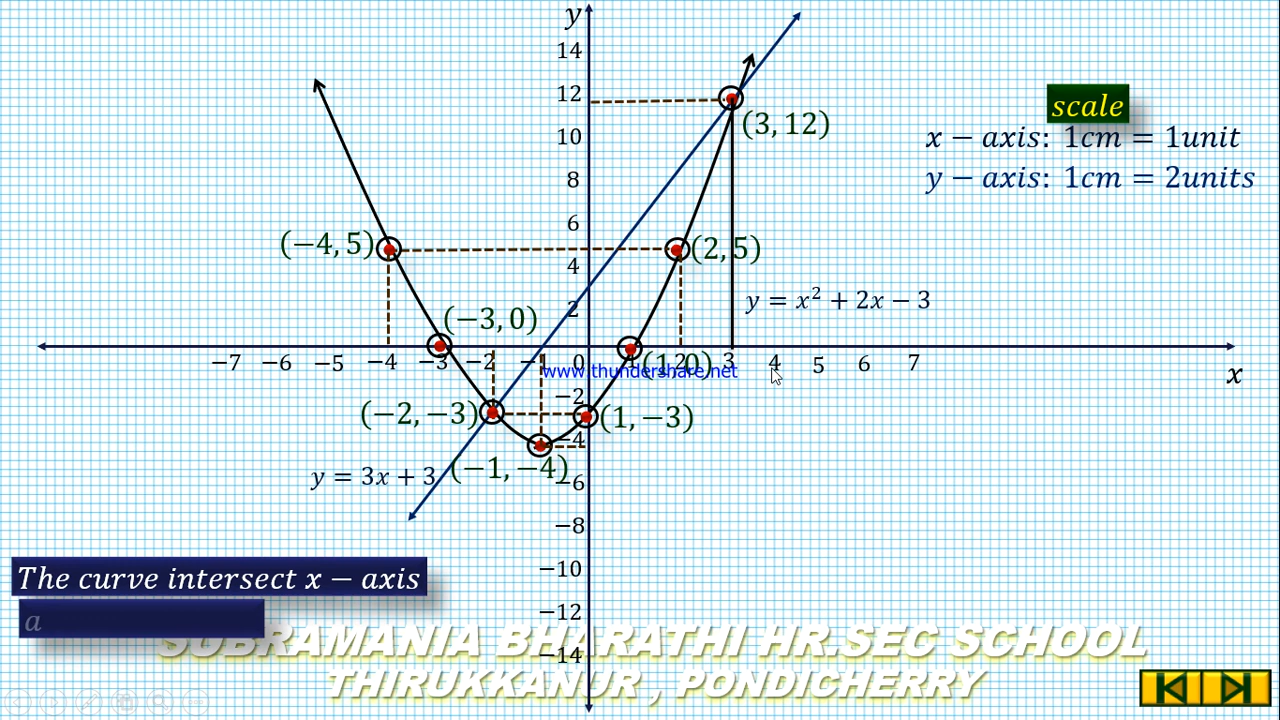 y
14
12
10
8
6
4
2
0
−2
−4
−6
−8
−10
−12
−14
scale
x − axis: 1cm = 1unit
y − axis: 1cm = 2units
(3, 12)
(−4, 5)
(2, 5)
y = x² + 2x − 3
(−3, 0)
−7 −6 −5 −4 −3 −2 −1 1 2 3 4 5 6 7
x
(1, 0)
www.thundershare.net
(−2, −3)
(1, −3)
(−1, −4)
y = 3x + 3
The curve intersect x − axis
a
SUBRAMANIA BHARATHI HR.SEC SCHOOL
THIRUKKANUR , PONDICHERRY